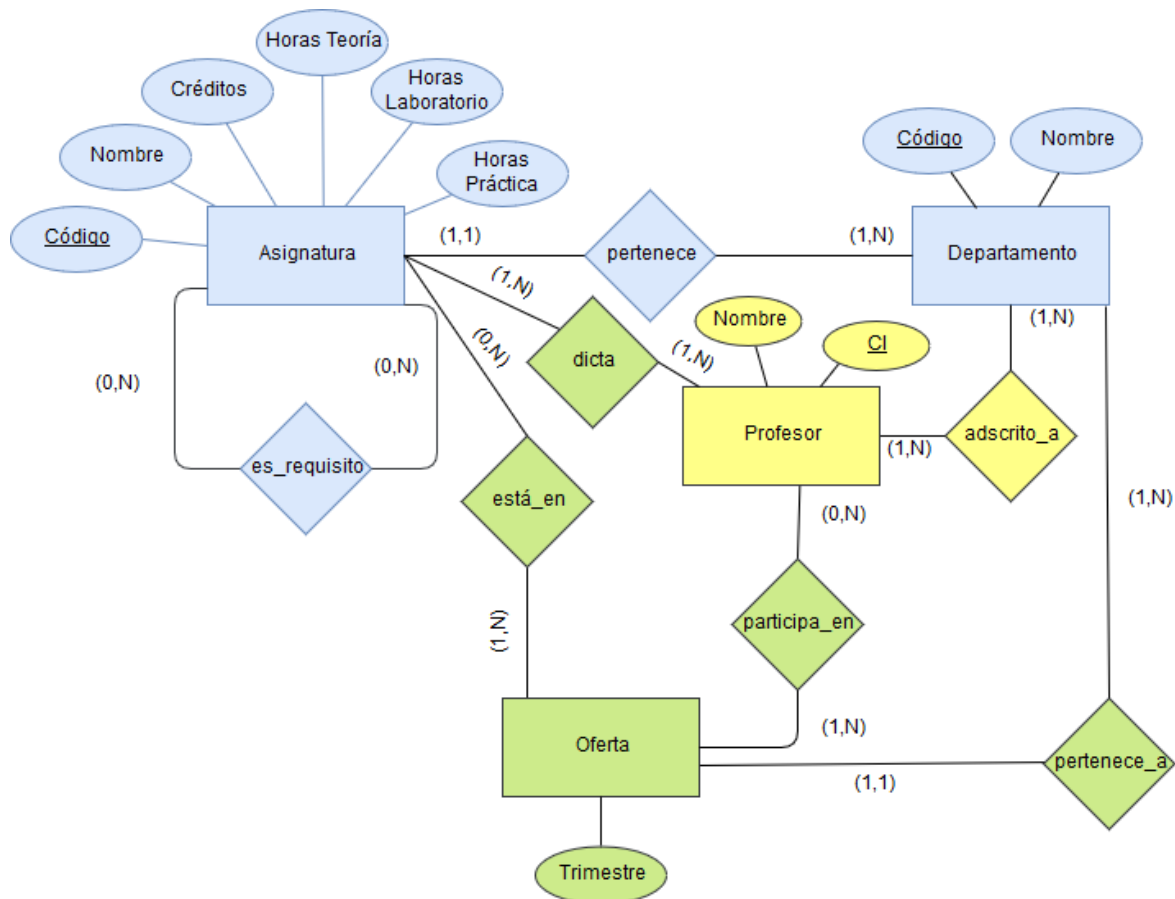 Horas Teoría
Horas
Laboratorio
Créditos
Nombre
Horas
Práctica
Código
Código
Nombre
Asignatura
(1,1)
pertenece
(1,N)
Departamento
(1,N)
(0,N)
dicta
(1,N)
Nombre
CI
(1,N)
(0,N)
(0,N)
es_requisito
Profesor
(1,N)
adscrito_a
está_en
(0,N)
(1,N)
(1,N)
participa_en
Oferta
(1,N)
(1,1)
pertenece_a
Trimestre